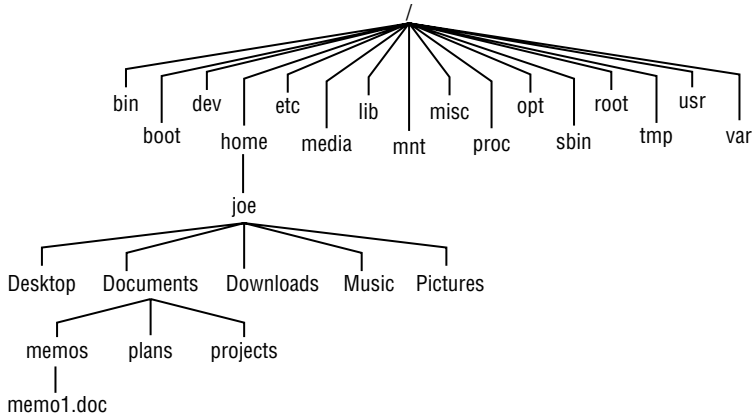 /
bin dev etc lib misc opt root usr
boot home media mnt proc sbin tmp var
joe
Desktop Documents Downloads Music Pictures
memos plans projects
memo1.doc